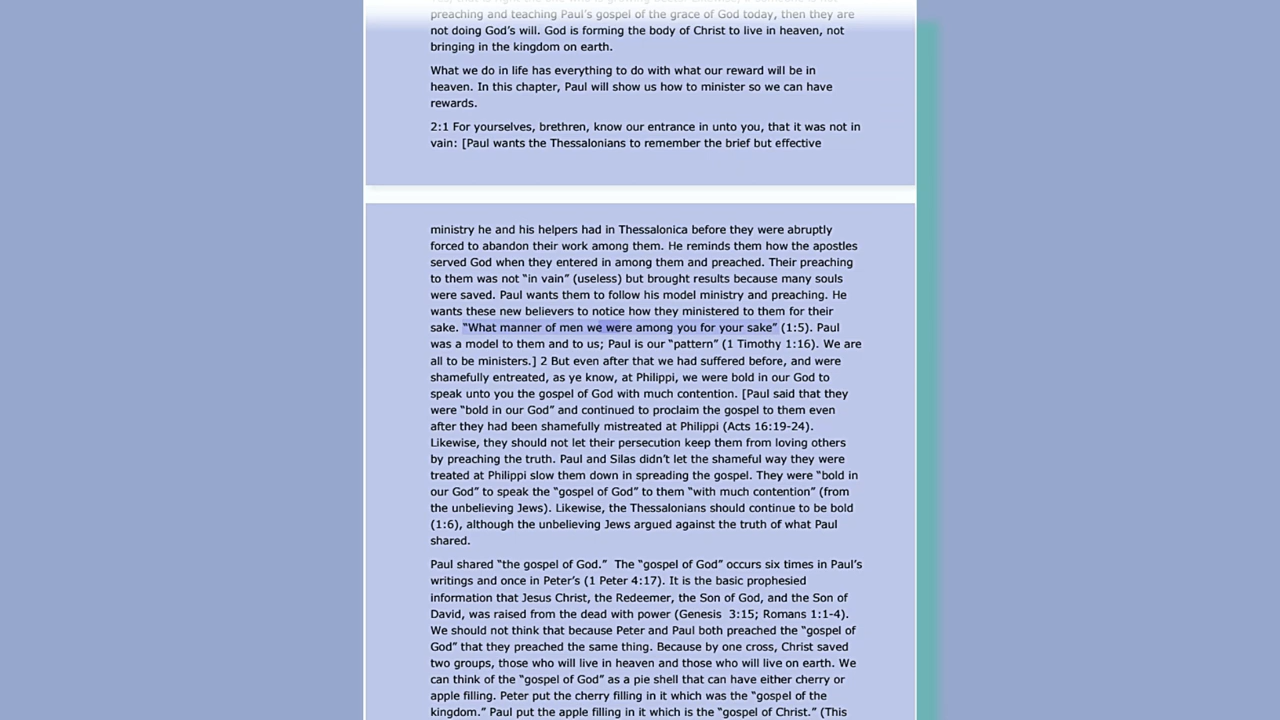 preaching and teaching Paul’s gospel of the grace of God today, then they are
not doing God’s will. God is forming the body of Christ to live in heaven, not
bringing in the kingdom on earth.
What we do in life has everything to do with what our reward will be in
heaven. In this chapter, Paul will show us how to minister so we can have
rewards.
2:1 For yourselves, brethren, know our entrance in unto you, that it was not in
vain: [Paul wants the Thessalonians to remember the brief but effective
ministry he and his helpers had in Thessalonica before they were abruptly
forced to abandon their work among them. He reminds them how the apostles
served God when they entered in among them and preached. Their preaching
to them was not “in vain” (useless) but brought results because many souls
were saved. Paul wants them to follow his model ministry and preaching. He
wants these new believers to notice how they ministered to them for their
sake. “What manner of men we were among you for your sake” (1:5). Paul
was a model to them and to us; Paul is our “pattern” (1 Timothy 1:16). We are
all to be ministers.] 2 But even after that we had suffered before, and were
shamefully entreated, as ye know, at Philippi, we were bold in our God to
speak unto you the gospel of God with much contention. [Paul said that they
were “bold in our God” and continued to proclaim the gospel to them even
after they had been shamefully mistreated at Philippi (Acts 16:19-24).
Likewise, they should not let their persecution keep them from loving others
by preaching the truth. Paul and Silas didn’t let the shameful way they were
treated at Philippi slow them down in spreading the gospel. They were “bold in
our God” to speak the “gospel of God” to them “with much contention” (from
the unbelieving Jews). Likewise, the Thessalonians should continue to be bold
(1:6), although the unbelieving Jews argued against the truth of what Paul
shared.
Paul shared “the gospel of God.”  The “gospel of God” occurs six times in Paul’s
writings and once in Peter’s (1 Peter 4:17). It is the basic prophesied
information that Jesus Christ, the Redeemer, the Son of God, and the Son of
David, was raised from the dead with power (Genesis  3:15; Romans 1:1-4).
We should not think that because Peter and Paul both preached the “gospel of
God” that they preached the same thing. Because by one cross, Christ saved
two groups, those who will live in heaven and those who will live on earth. We
can think of the “gospel of God” as a pie shell that can have either cherry or
apple filling. Peter put the cherry filling in it which was the “gospel of the
kingdom.” Paul put the apple filling in it which is the “gospel of Christ.” (This